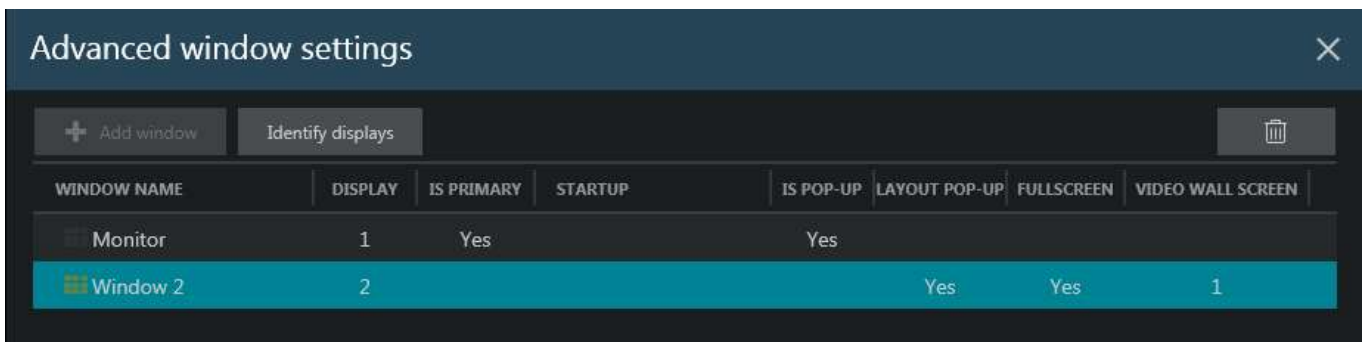 Advanced window settings
Add window Identify displays
WINDOW NAME DISPLAY IS PRIMARY STARTUP IS POP-UP LAYOUT POP-UP FULLSCREEN VIDEO WALL SCREEN
Monitor 1 Yes Yes
Window 2 2 Yes Yes 1